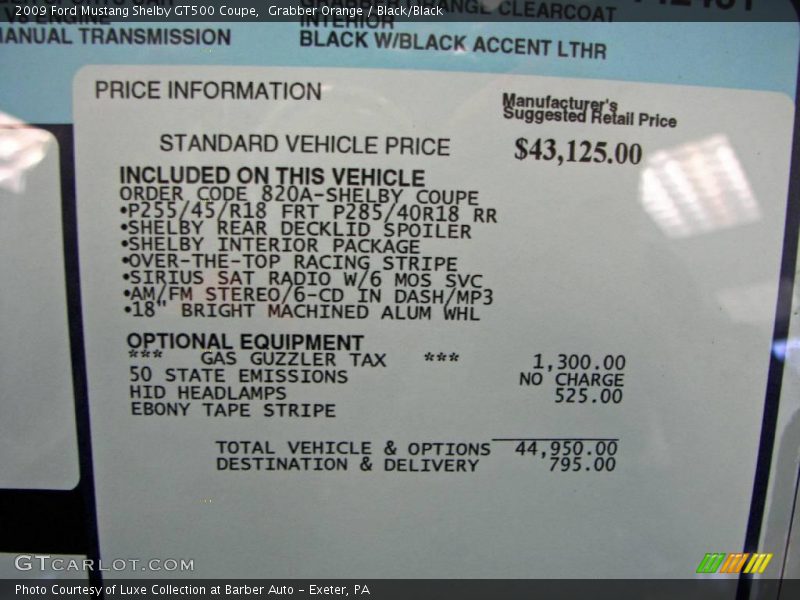 2009 Ford Mustang Shelby GT500 Coupe, Grabber Orange / Black/Black
V8 ENGINE
MANUAL TRANSMISSION
ORANGE CLEARCOAT
INTERIOR
BLACK W/BLACK ACCENT LTHR
PRICE INFORMATION
Manufacturer's
Suggested Retail Price
STANDARD VEHICLE PRICE $43,125.00
INCLUDED ON THIS VEHICLE
ORDER CODE 820A-SHELBY COUPE
•P255/45/R18 FRT P285/40R18 RR
•SHELBY REAR DECKLID SPOILER
•SHELBY INTERIOR PACKAGE
•OVER-THE-TOP RACING STRIPE
•SIRIUS SAT RADIO W/6 MOS SVC
•AM/FM STEREO/6-CD IN DASH/MP3
•18" BRIGHT MACHINED ALUM WHL
OPTIONAL EQUIPMENT
*** GAS GUZZLER TAX *** 1,300.00
50 STATE EMISSIONS NO CHARGE
HID HEADLAMPS 525.00
EBONY TAPE STRIPE
TOTAL VEHICLE & OPTIONS 44,950.00
DESTINATION & DELIVERY 795.00
GTCARLOT.COM
Photo Courtesy of Luxe Collection at Barber Auto - Exeter, PA